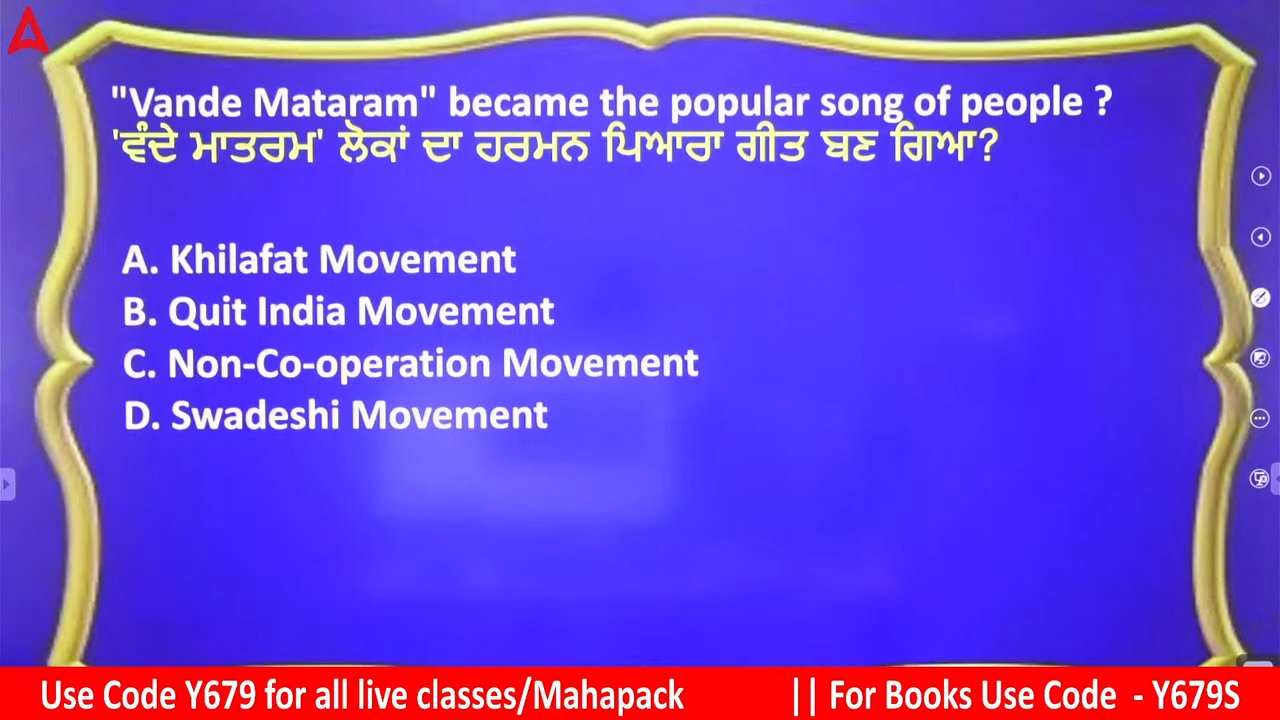 "Vande Mataram" became the popular song of people ?
'ਵੰਦੇ ਮਾਤਰਮ' ਲੋਕਾਂ ਦਾ ਹਰਮਨ ਪਿਆਰਾ ਗੀਤ ਬਣ ਗਿਆ?
A. Khilafat Movement
B. Quit India Movement
C. Non-Co-operation Movement
D. Swadeshi Movement
Use Code Y679 for all live classes/Mahapack || For Books Use Code - Y679S